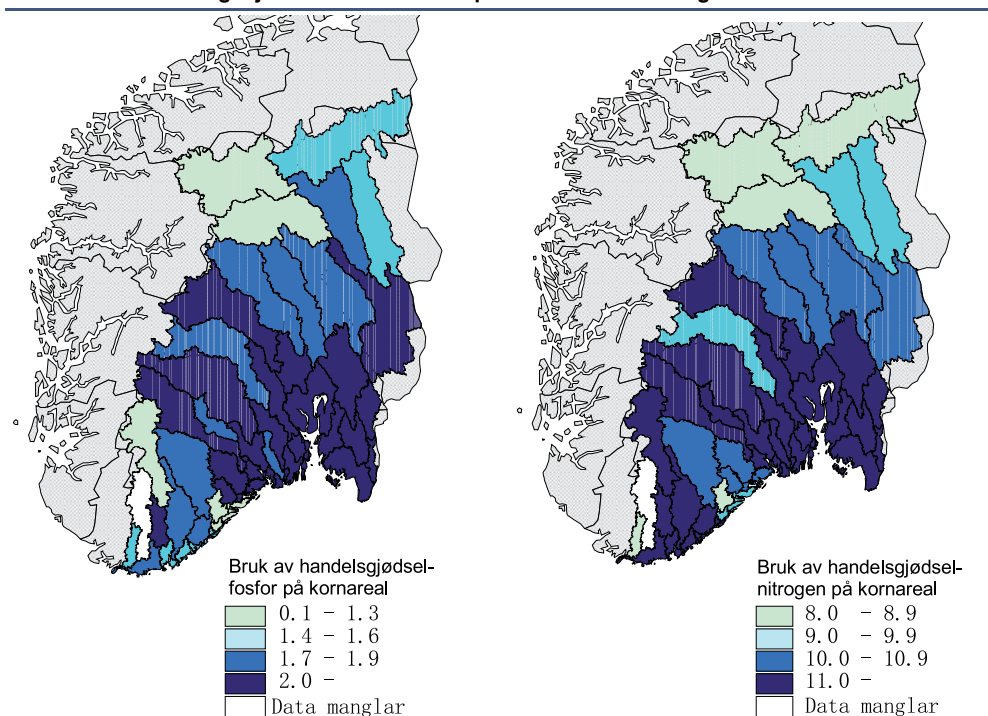 Bruk av handelsgjødsel-
fosfor på kornareal
0.1 - 1.3
1.4 - 1.6
1.7 - 1.9
2.0 -
Data manglar
Bruk av handelsgjødsel-
nitrogen på kornareal
8.0 - 8.9
9.0 - 9.9
10.0 - 10.9
11.0 -
Data manglar